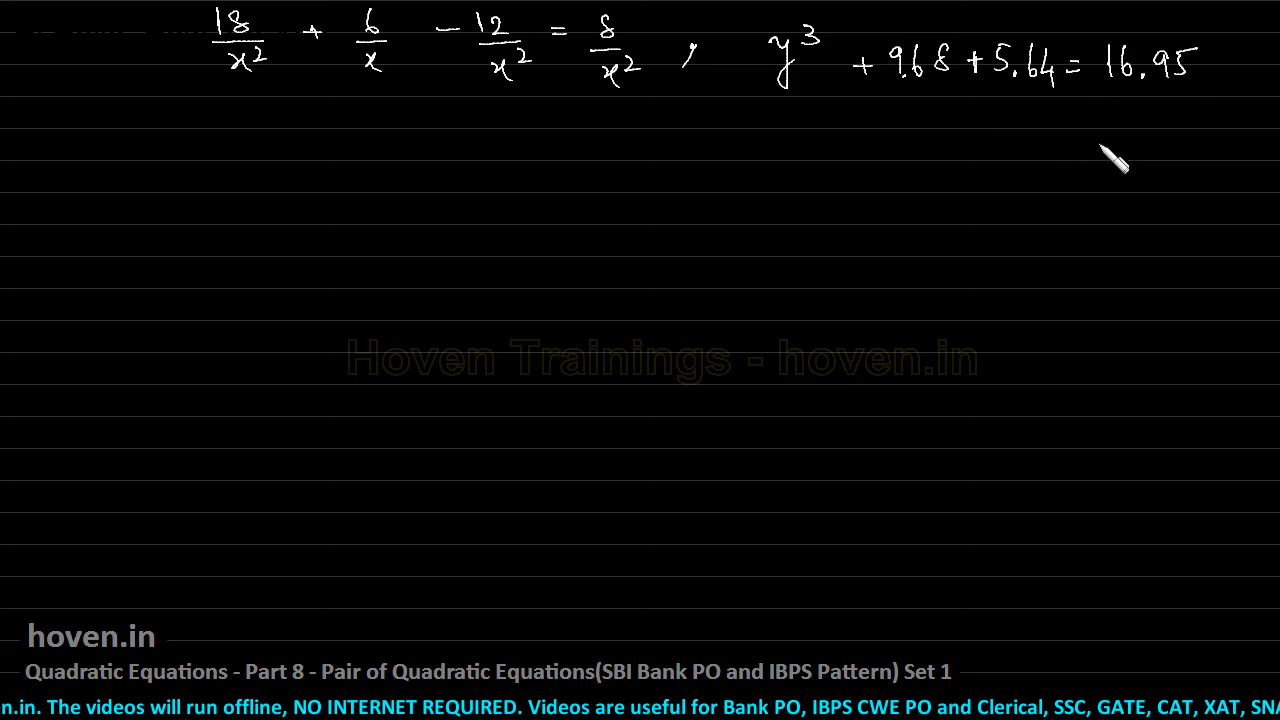 18/x² + 6/x - 12/x² = 8/x² , y³ + 9.68 + 5.64 = 16.95
Hoven Trainings - hoven.in
hoven.in
Quadratic Equations - Part 8 - Pair of Quadratic Equations(SBI Bank PO and IBPS Pattern) Set 1
n.in. The videos will run offline, NO INTERNET REQUIRED. Videos are useful for Bank PO, IBPS CWE PO and Clerical, SSC, GATE, CAT, XAT, SNA